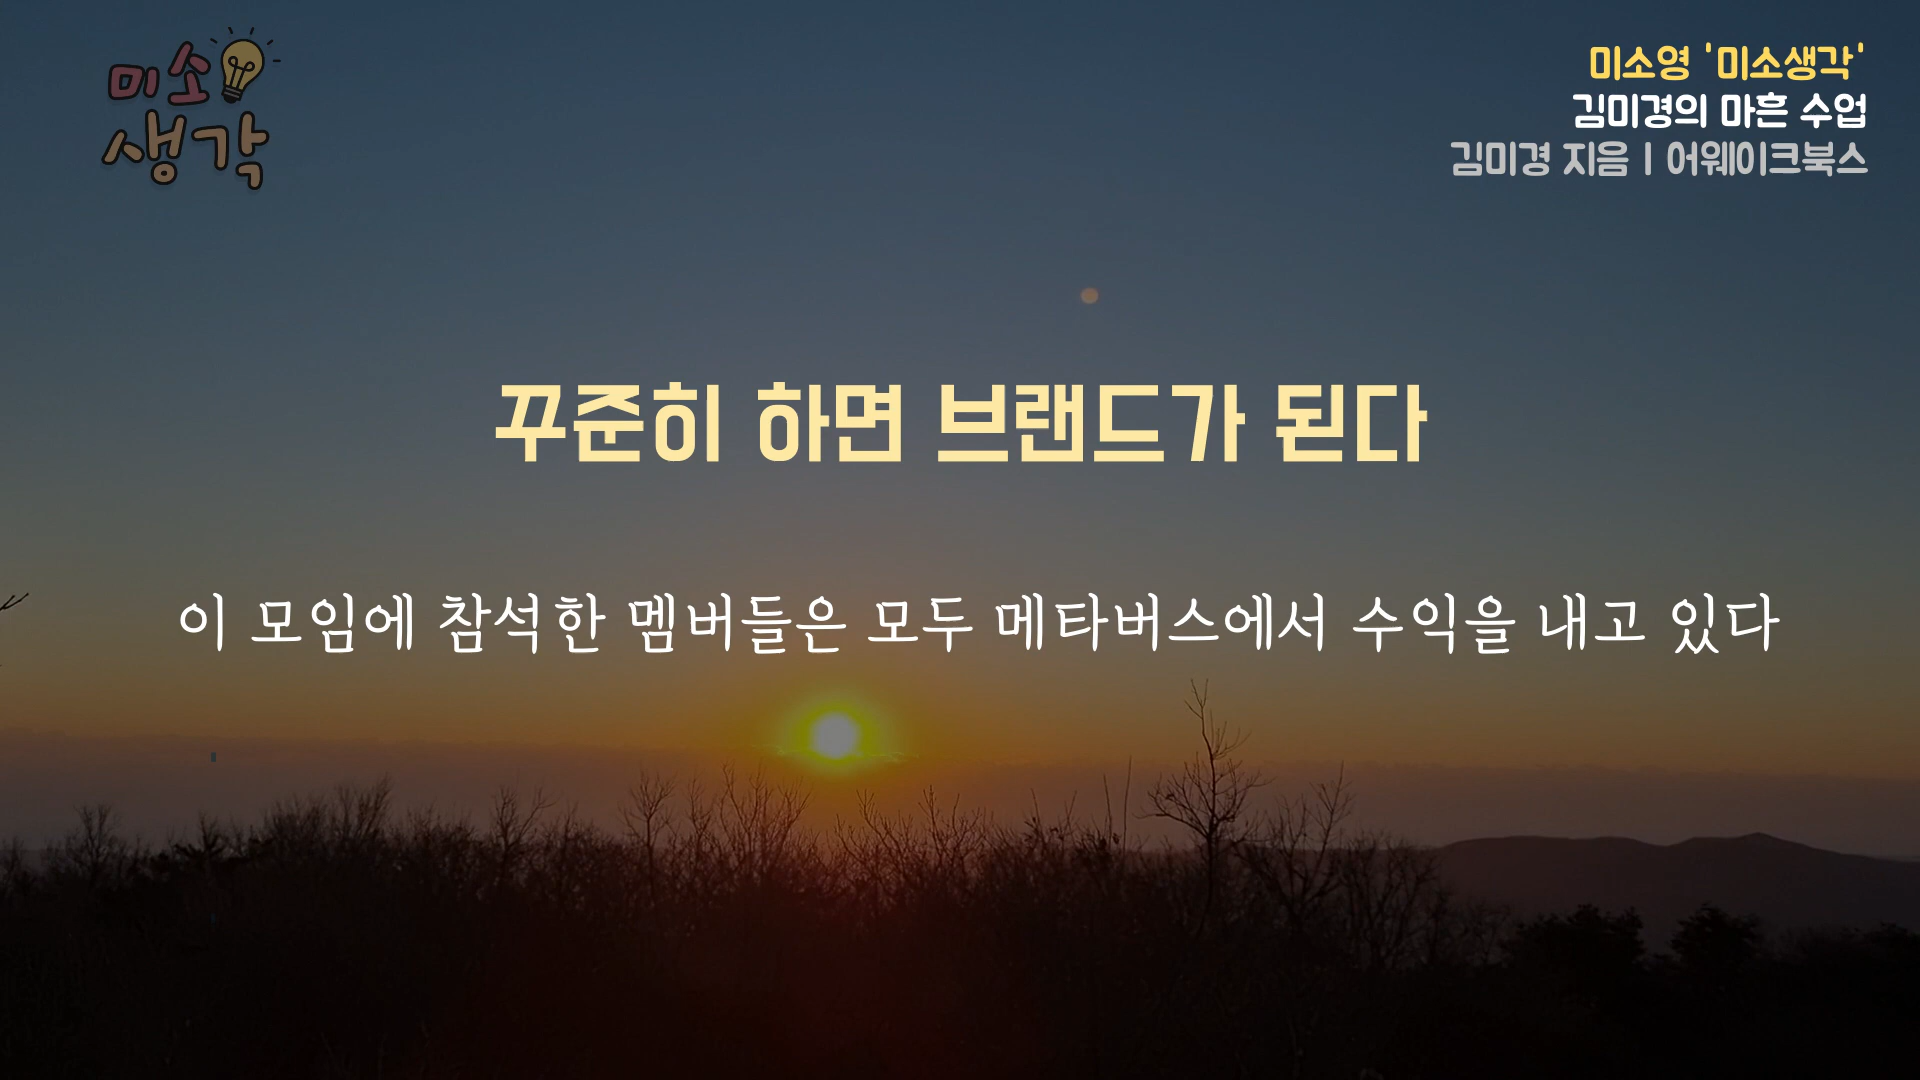 미소
생각
미소영 '미소생각'
김미경의 마흔 수업
김미경 지음 | 어웨이크북스
꾸준히 하면 브랜드가 된다
이 모임에 참석한 멤버들은 모두 메타버스에서 수익을 내고 있다